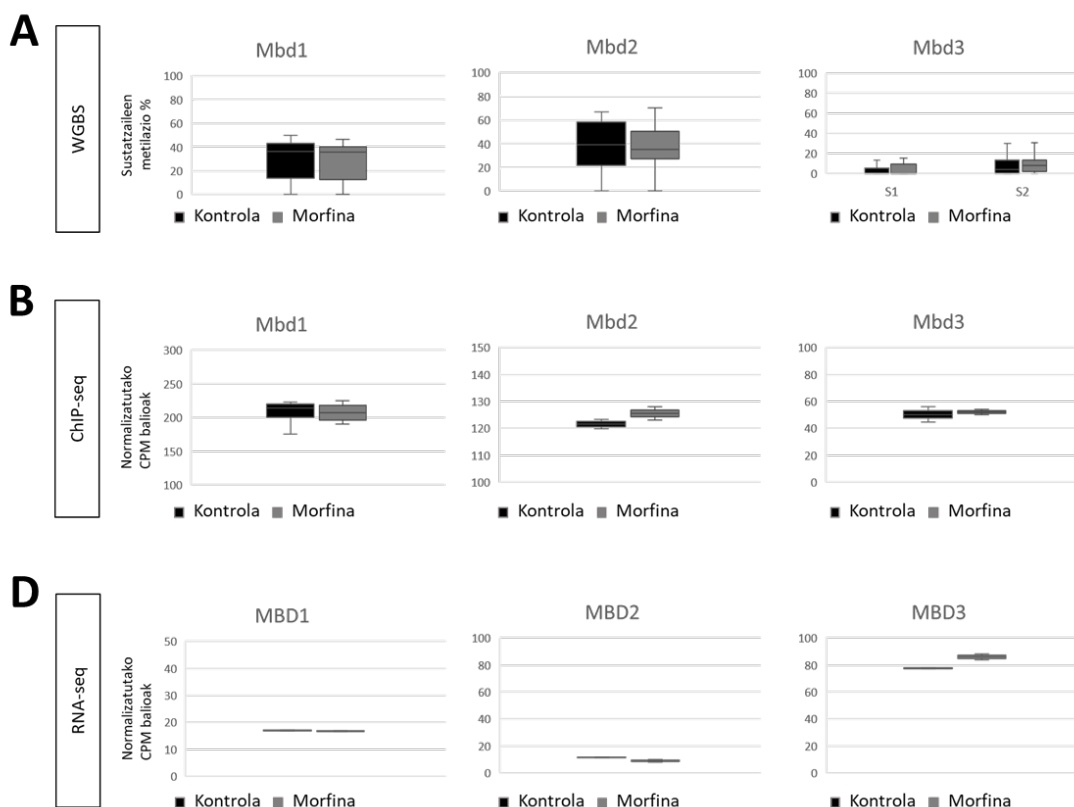 A
WGBS
Sustatzaileen
metilazio %
Mbd1
100
80
60
40
20
0
Kontrola Morfina
Mbd2
100
80
60
40
20
0
Kontrola Morfina
Mbd3
100
80
60
40
20
0
S1 S2
Kontrola Morfina
B
ChIP-seq
Normalizatutako
CPM balioak
Mbd1
300
250
200
150
100
Kontrola Morfina
Mbd2
150
140
130
120
110
100
Kontrola Morfina
Mbd3
100
80
60
40
20
0
Kontrola Morfina
D
RNA-seq
Normalizatutako
CPM balioak
MBD1
50
40
30
20
10
0
Kontrola Morfina
MBD2
100
80
60
40
20
0
Kontrola Morfina
MBD3
100
80
60
40
20
0
Kontrola Morfina